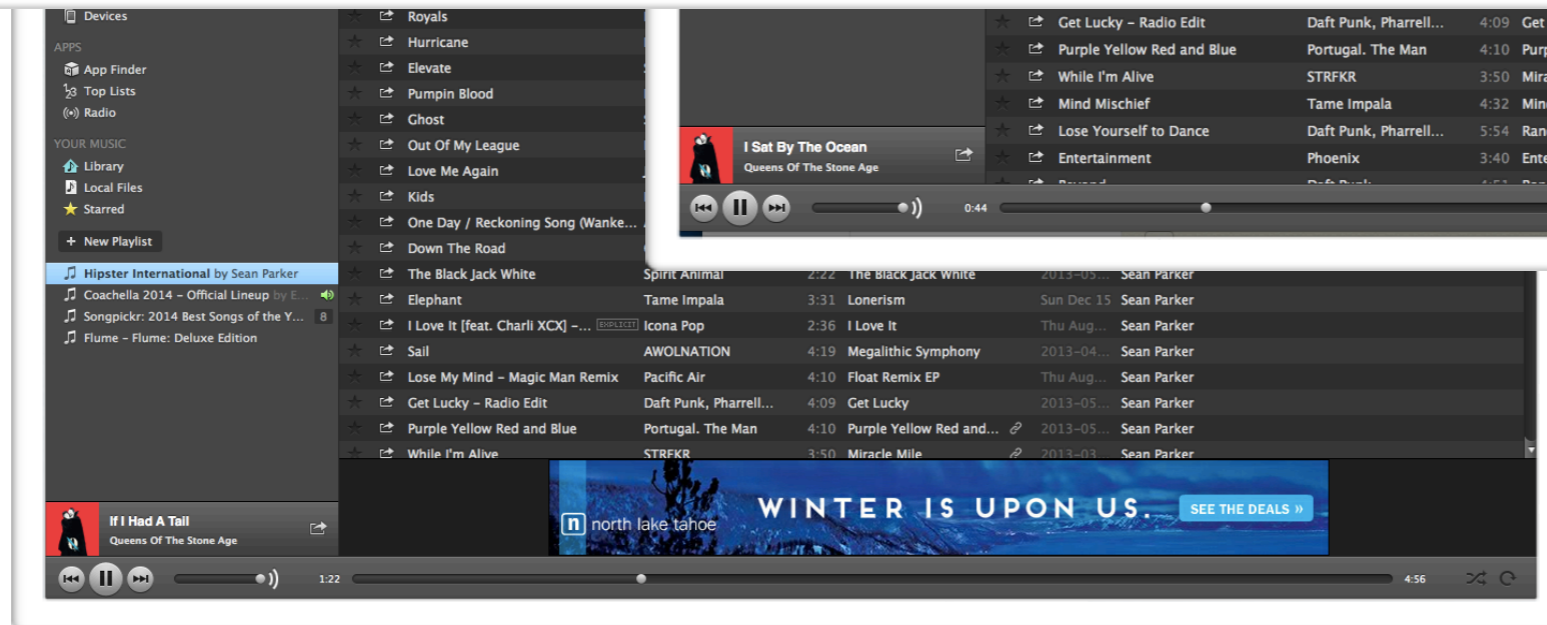 Devices
APPS
App Finder
Top Lists
Radio
YOUR MUSIC
Library
Local Files
Starred
+ New Playlist
Hipster International by Sean Parker
Coachella 2014 – Official Lineup by E...
Songpickr: 2014 Best Songs of the Y... 8
Flume – Flume: Deluxe Edition
If I Had A Tail
Queens Of The Stone Age
Royals
Hurricane
Elevate
Pumpin Blood
Ghost
Out Of My League
Love Me Again
Kids
One Day / Reckoning Song (Wanke...
Down The Road
The Black Jack White Spirit Animal 2:22 The Black Jack White 2013-05... Sean Parker
Elephant Tame Impala 3:31 Lonerism Sun Dec 15 Sean Parker
I Love It [feat. Charli XCX] –... EXPLICIT Icona Pop 2:36 I Love It Thu Aug... Sean Parker
Sail AWOLNATION 4:19 Megalithic Symphony 2013-04... Sean Parker
Lose My Mind – Magic Man Remix Pacific Air 4:10 Float Remix EP Thu Aug... Sean Parker
Get Lucky – Radio Edit Daft Punk, Pharrell... 4:09 Get Lucky 2013-05... Sean Parker
Purple Yellow Red and Blue Portugal. The Man 4:10 Purple Yellow Red and... 2013-05... Sean Parker
While I'm Alive STRFKR 3:50 Miracle Mile 2013-03... Sean Parker
n north lake tahoe
WINTER IS UPON US.
SEE THE DEALS »
1:22 4:56
Get Lucky – Radio Edit Daft Punk, Pharrell... 4:09 Get
Purple Yellow Red and Blue Portugal. The Man 4:10 Purp
While I'm Alive STRFKR 3:50 Mira
Mind Mischief Tame Impala 4:32 Min
Lose Yourself to Dance Daft Punk, Pharrell... 5:54 Ran
Entertainment Phoenix 3:40 Ente
I Sat By The Ocean
Queens Of The Stone Age
0:44